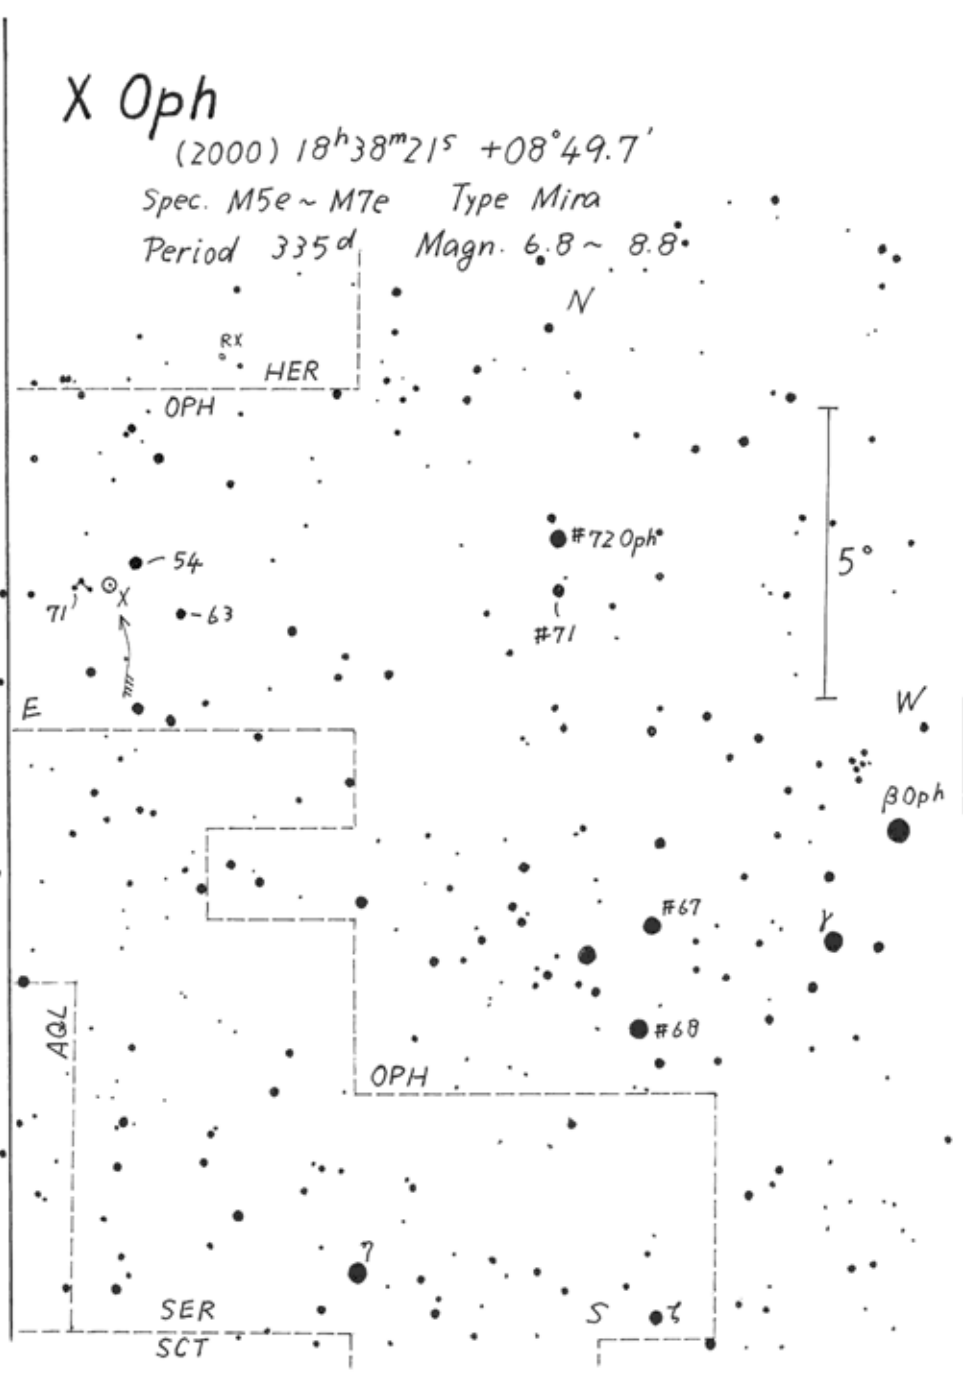 X Oph
(2000) 18ʰ38ᵐ21ˢ +08°49.7′
Spec. M5e ~ M7e Type Mira
Period 335ᵈ Magn. 6.8 ~ 8.8
N
RX
HER
OPH
#72 Oph
54
5°
71
X
63
#71
E
W
β Oph
#67
γ
AQL
#68
OPH
η
SER
S
ζ
SCT